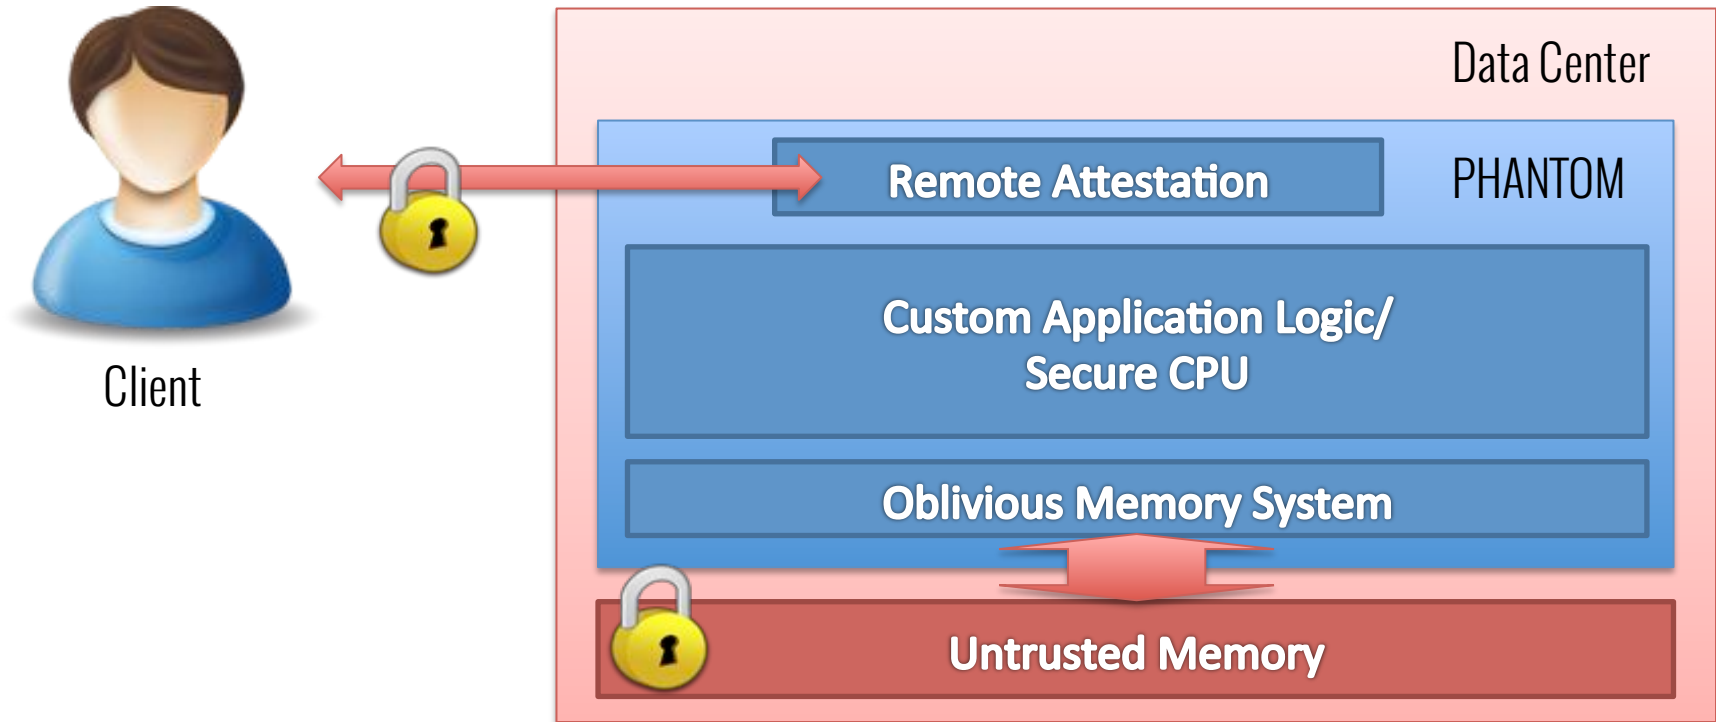 Data Center
PHANTOM
Remote Attestation
Custom Application Logic/
Secure CPU
Client
Oblivious Memory System
Untrusted Memory